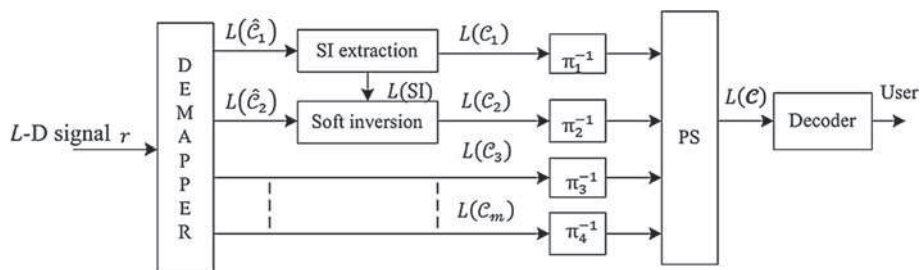 L-D signal r
DEMAPPER
L(Ĉ₁)
SI extraction
L(C₁)
π₁⁻¹
L(SI)
L(Ĉ₂)
Soft inversion
L(C₂)
π₂⁻¹
L(C₃)
π₃⁻¹
L(Cₘ)
π₄⁻¹
PS
L(C)
Decoder
User